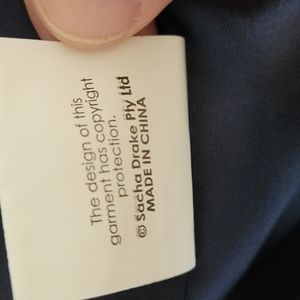 The design of this
garment has copyright
protection.
© Sacha Drake Pty Ltd
MADE IN CHINA